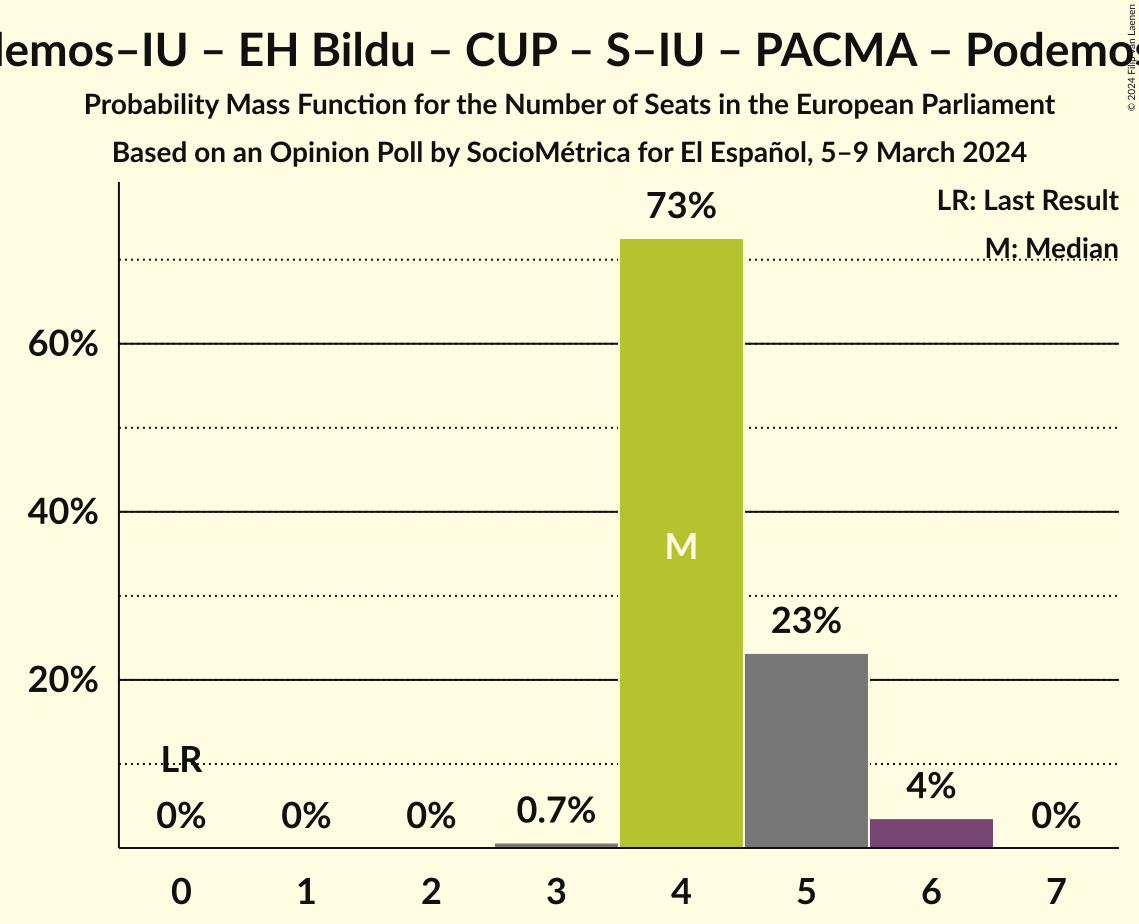 –IU – EH Bildu – CUP – S–IU – PACMA –
Probability Mass Function for the Number of Seats in the European Parliament
Based on an Opinion Poll by SocioMétrica for El Español, 5–9 March 2024
© 2024 Filip van Laenen
LR: Last Result
M: Median
73%
60%
40%
M
23%
20%
LR
0%
0%
0%
0.7%
4%
0%
0
1
2
3
4
5
6
7